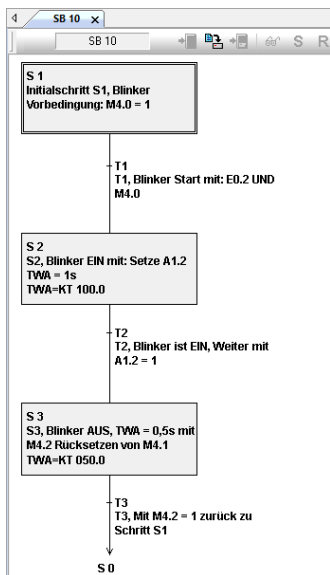 SB 10 x
SB 10
S R
S 1
Initialschritt S1, Blinker
Vorbedingung: M4.0 = 1
T1
T1, Blinker Start mit: E0.2 UND
M4.0
S 2
S2, Blinker EIN mit: Setze A1.2
TWA = 1s
TWA=KT 100.0
T2
T2, Blinker ist EIN, Weiter mit
A1.2 = 1
S 3
S3, Blinker AUS, TWA = 0,5s mit
M4.2 Rücksetzen von M4.1
TWA=KT 050.0
T3
T3, Mit M4.2 = 1 zurück zu
Schritt S1
S 0